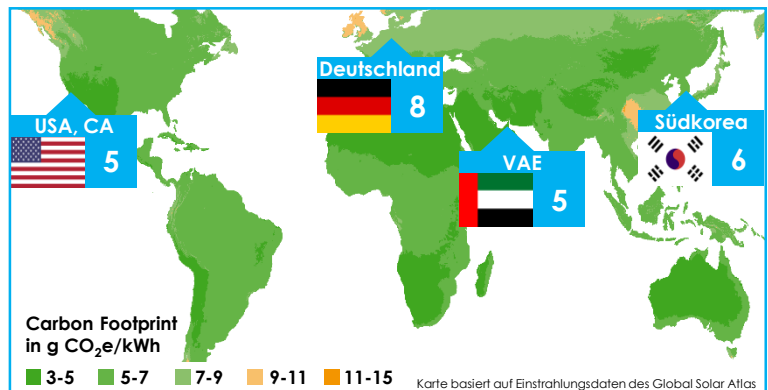 Deutschland
8
USA, CA
5
Südkorea
6
VAE
5
Carbon Footprint
in g CO₂e/kWh
3-5 5-7 7-9 9-11 11-15
Karte basiert auf Einstrahlungsdaten des Global Solar Atlas